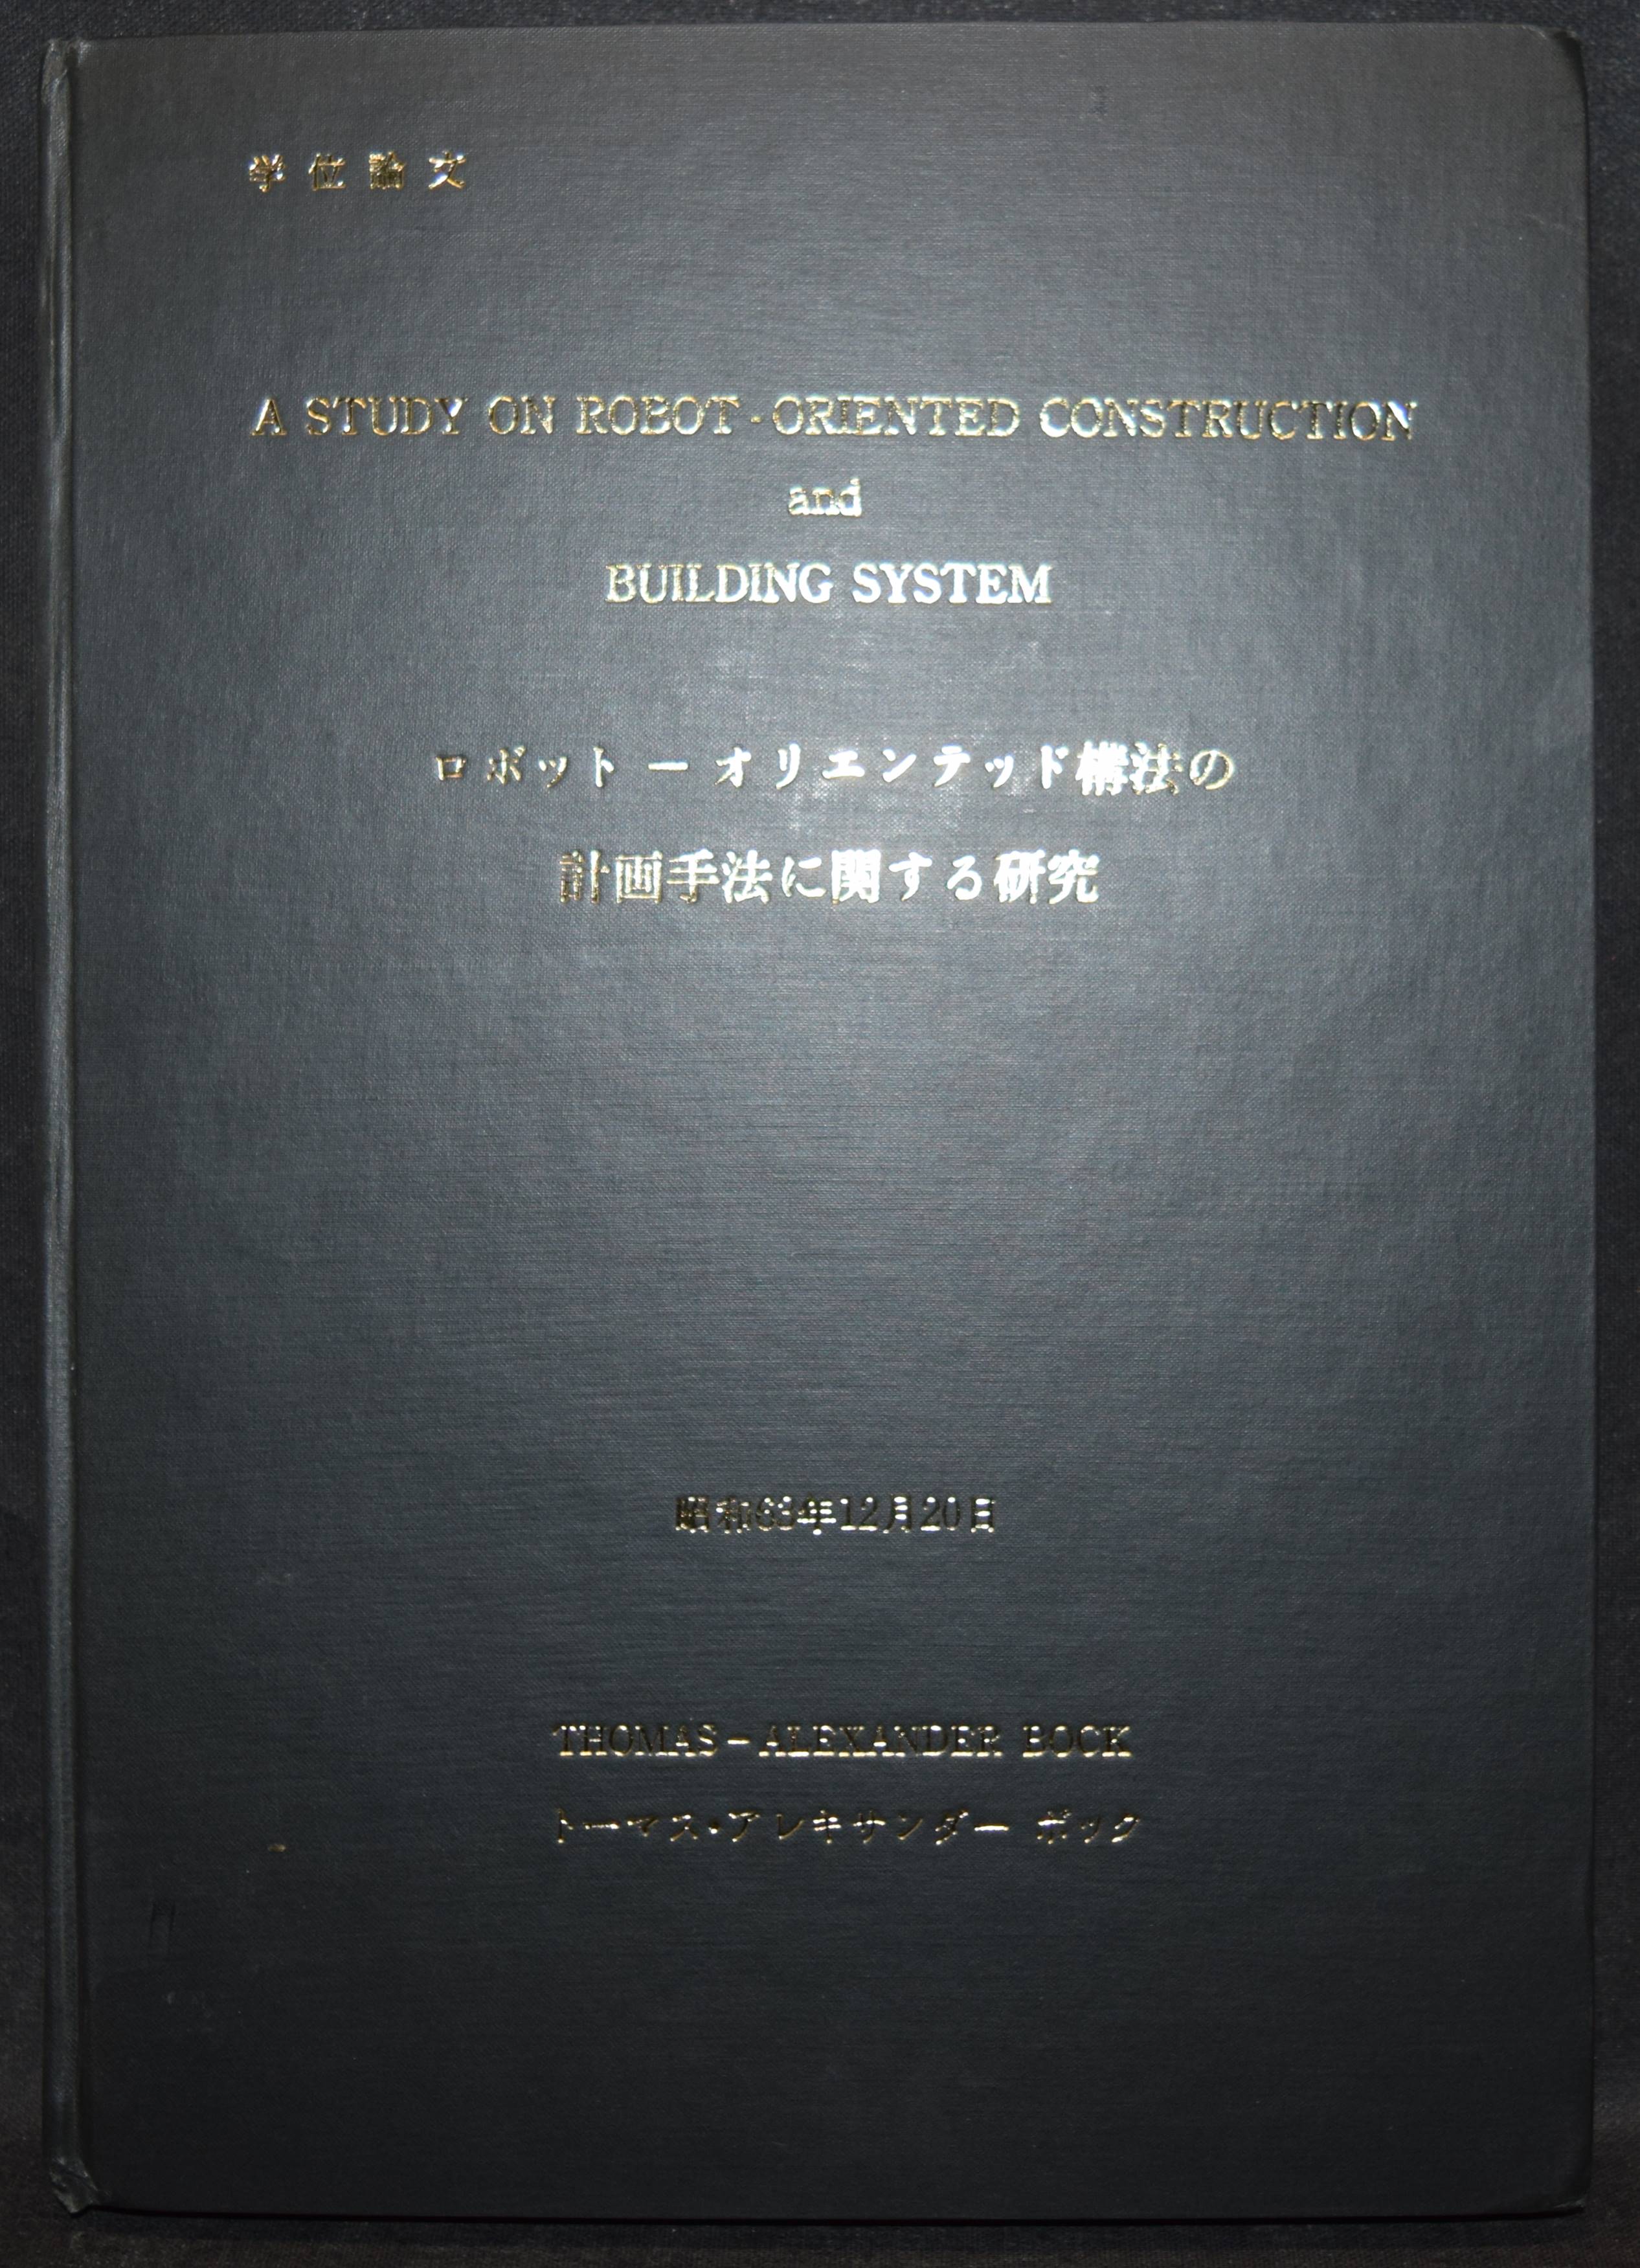 学位論文
A STUDY ON ROBOT-ORIENTED CONSTRUCTION
and
BUILDING SYSTEM
ロボット－オリエンテッド構法の
計画手法に関する研究
昭和63年12月20日
THOMAS-ALEXANDER BOCK
トーマス・アレキサンダー ボック